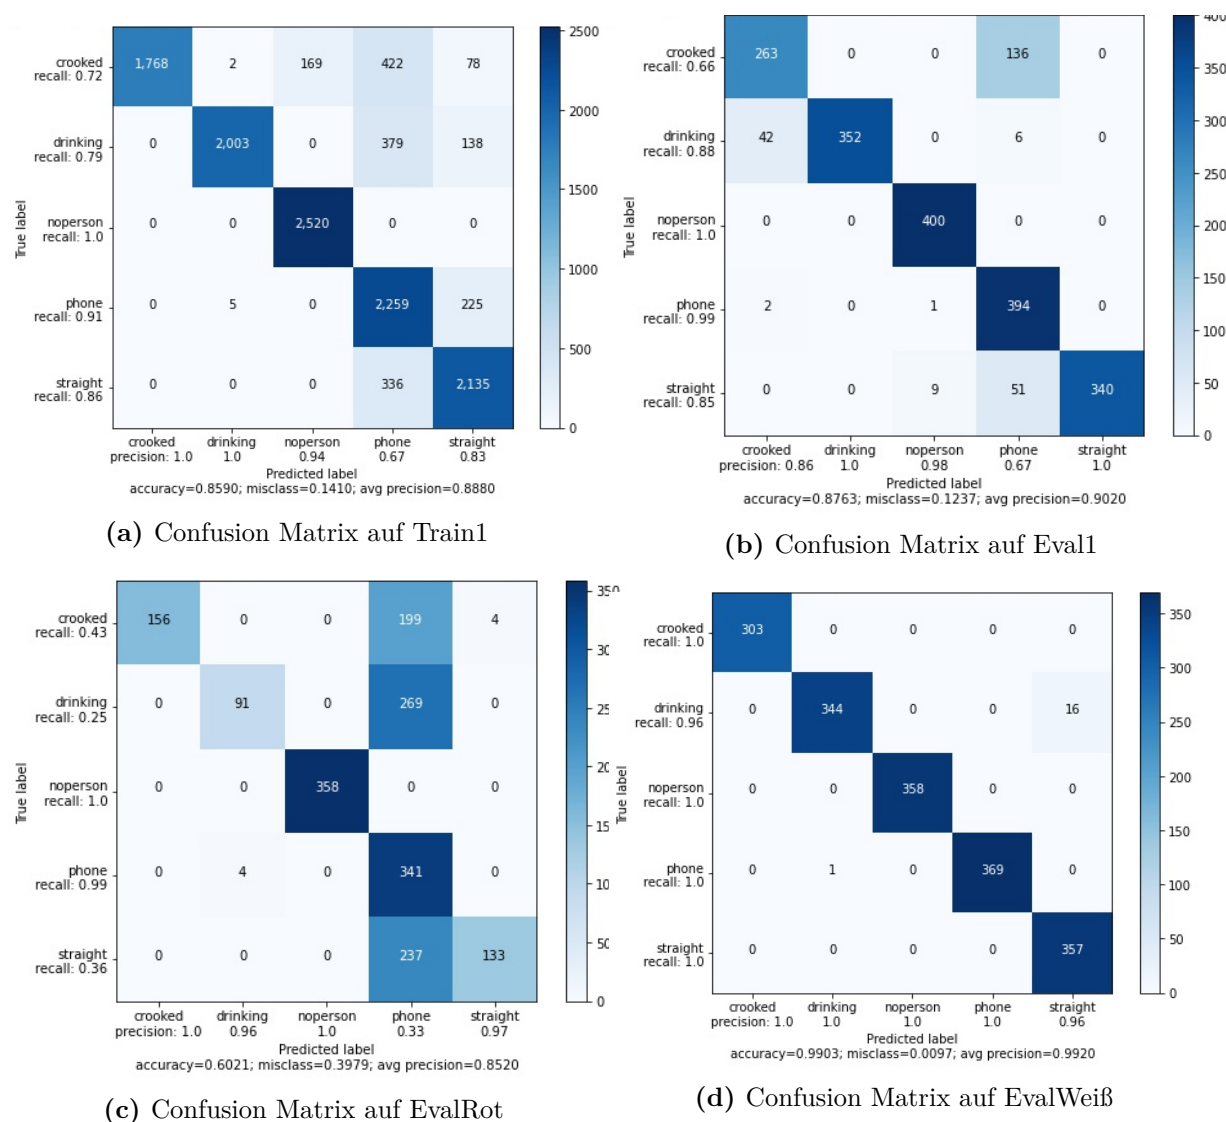 crooked
recall: 0.72
1,768 2 169 422 78
drinking
recall: 0.79
0 2,003 0 379 138
noperson
recall: 1.0
0 0 2,520 0 0
phone
recall: 0.91
0 5 0 2,259 225
straight
recall: 0.86
0 0 0 336 2,135
True label
crooked drinking noperson phone straight
precision: 1.0 1.0 0.94 0.67 0.83
Predicted label
accuracy=0.8590; misclass=0.1410; avg precision=0.8880
2500
2000
1500
1000
500
0
(a) Confusion Matrix auf Train1
crooked
recall: 0.66
263 0 0 136 0
drinking
recall: 0.88
42 352 0 6 0
noperson
recall: 1.0
0 0 400 0 0
phone
recall: 0.99
2 0 1 394 0
straight
recall: 0.85
0 0 9 51 340
True label
crooked drinking noperson phone straight
precision: 0.86 1.0 0.98 0.67 1.0
Predicted label
accuracy=0.8763; misclass=0.1237; avg precision=0.9020
400
350
300
250
200
150
100
50
0
(b) Confusion Matrix auf Eval1
crooked
recall: 0.43
156 0 0 199 4
drinking
recall: 0.25
0 91 0 269 0
noperson
recall: 1.0
0 0 358 0 0
phone
recall: 0.99
0 4 0 341 0
straight
recall: 0.36
0 0 0 237 133
True label
crooked drinking noperson phone straight
precision: 1.0 0.96 1.0 0.33 0.97
Predicted label
accuracy=0.6021; misclass=0.3979; avg precision=0.8520
0
(c) Confusion Matrix auf EvalRot
crooked
recall: 1.0
303 0 0 0 0
drinking
recall: 0.96
0 344 0 0 16
noperson
recall: 1.0
0 0 358 0 0
phone
recall: 1.0
0 1 0 369 0
straight
recall: 1.0
0 0 0 0 357
True label
crooked drinking noperson phone straight
precision: 1.0 1.0 1.0 1.0 0.96
Predicted label
accuracy=0.9903; misclass=0.0097; avg precision=0.9920
350
300
250
200
150
100
50
0
(d) Confusion Matrix auf EvalWeiß